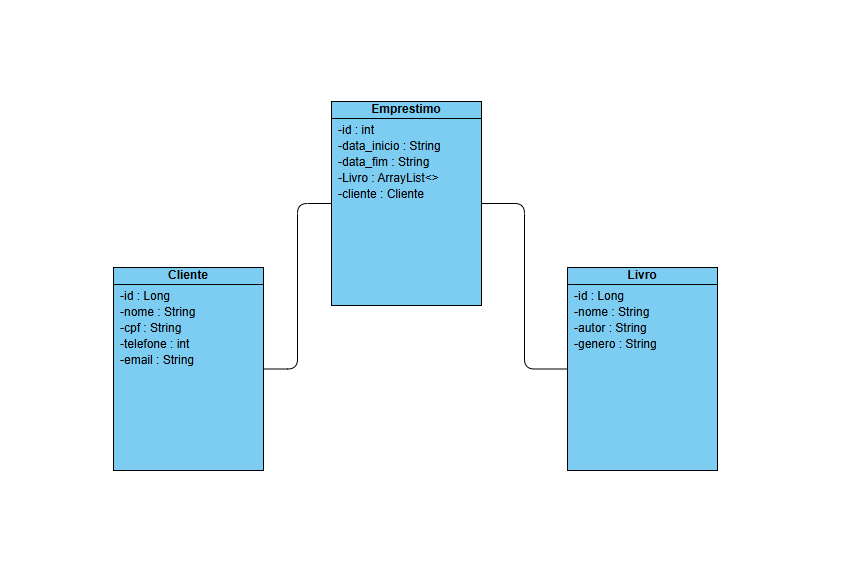 Emprestimo
-id : int
-data_inicio : String
-data_fim : String
-Livro : ArrayList<>
-cliente : Cliente
Cliente
-id : Long
-nome : String
-cpf : String
-telefone : int
-email : String
Livro
-id : Long
-nome : String
-autor : String
-genero : String